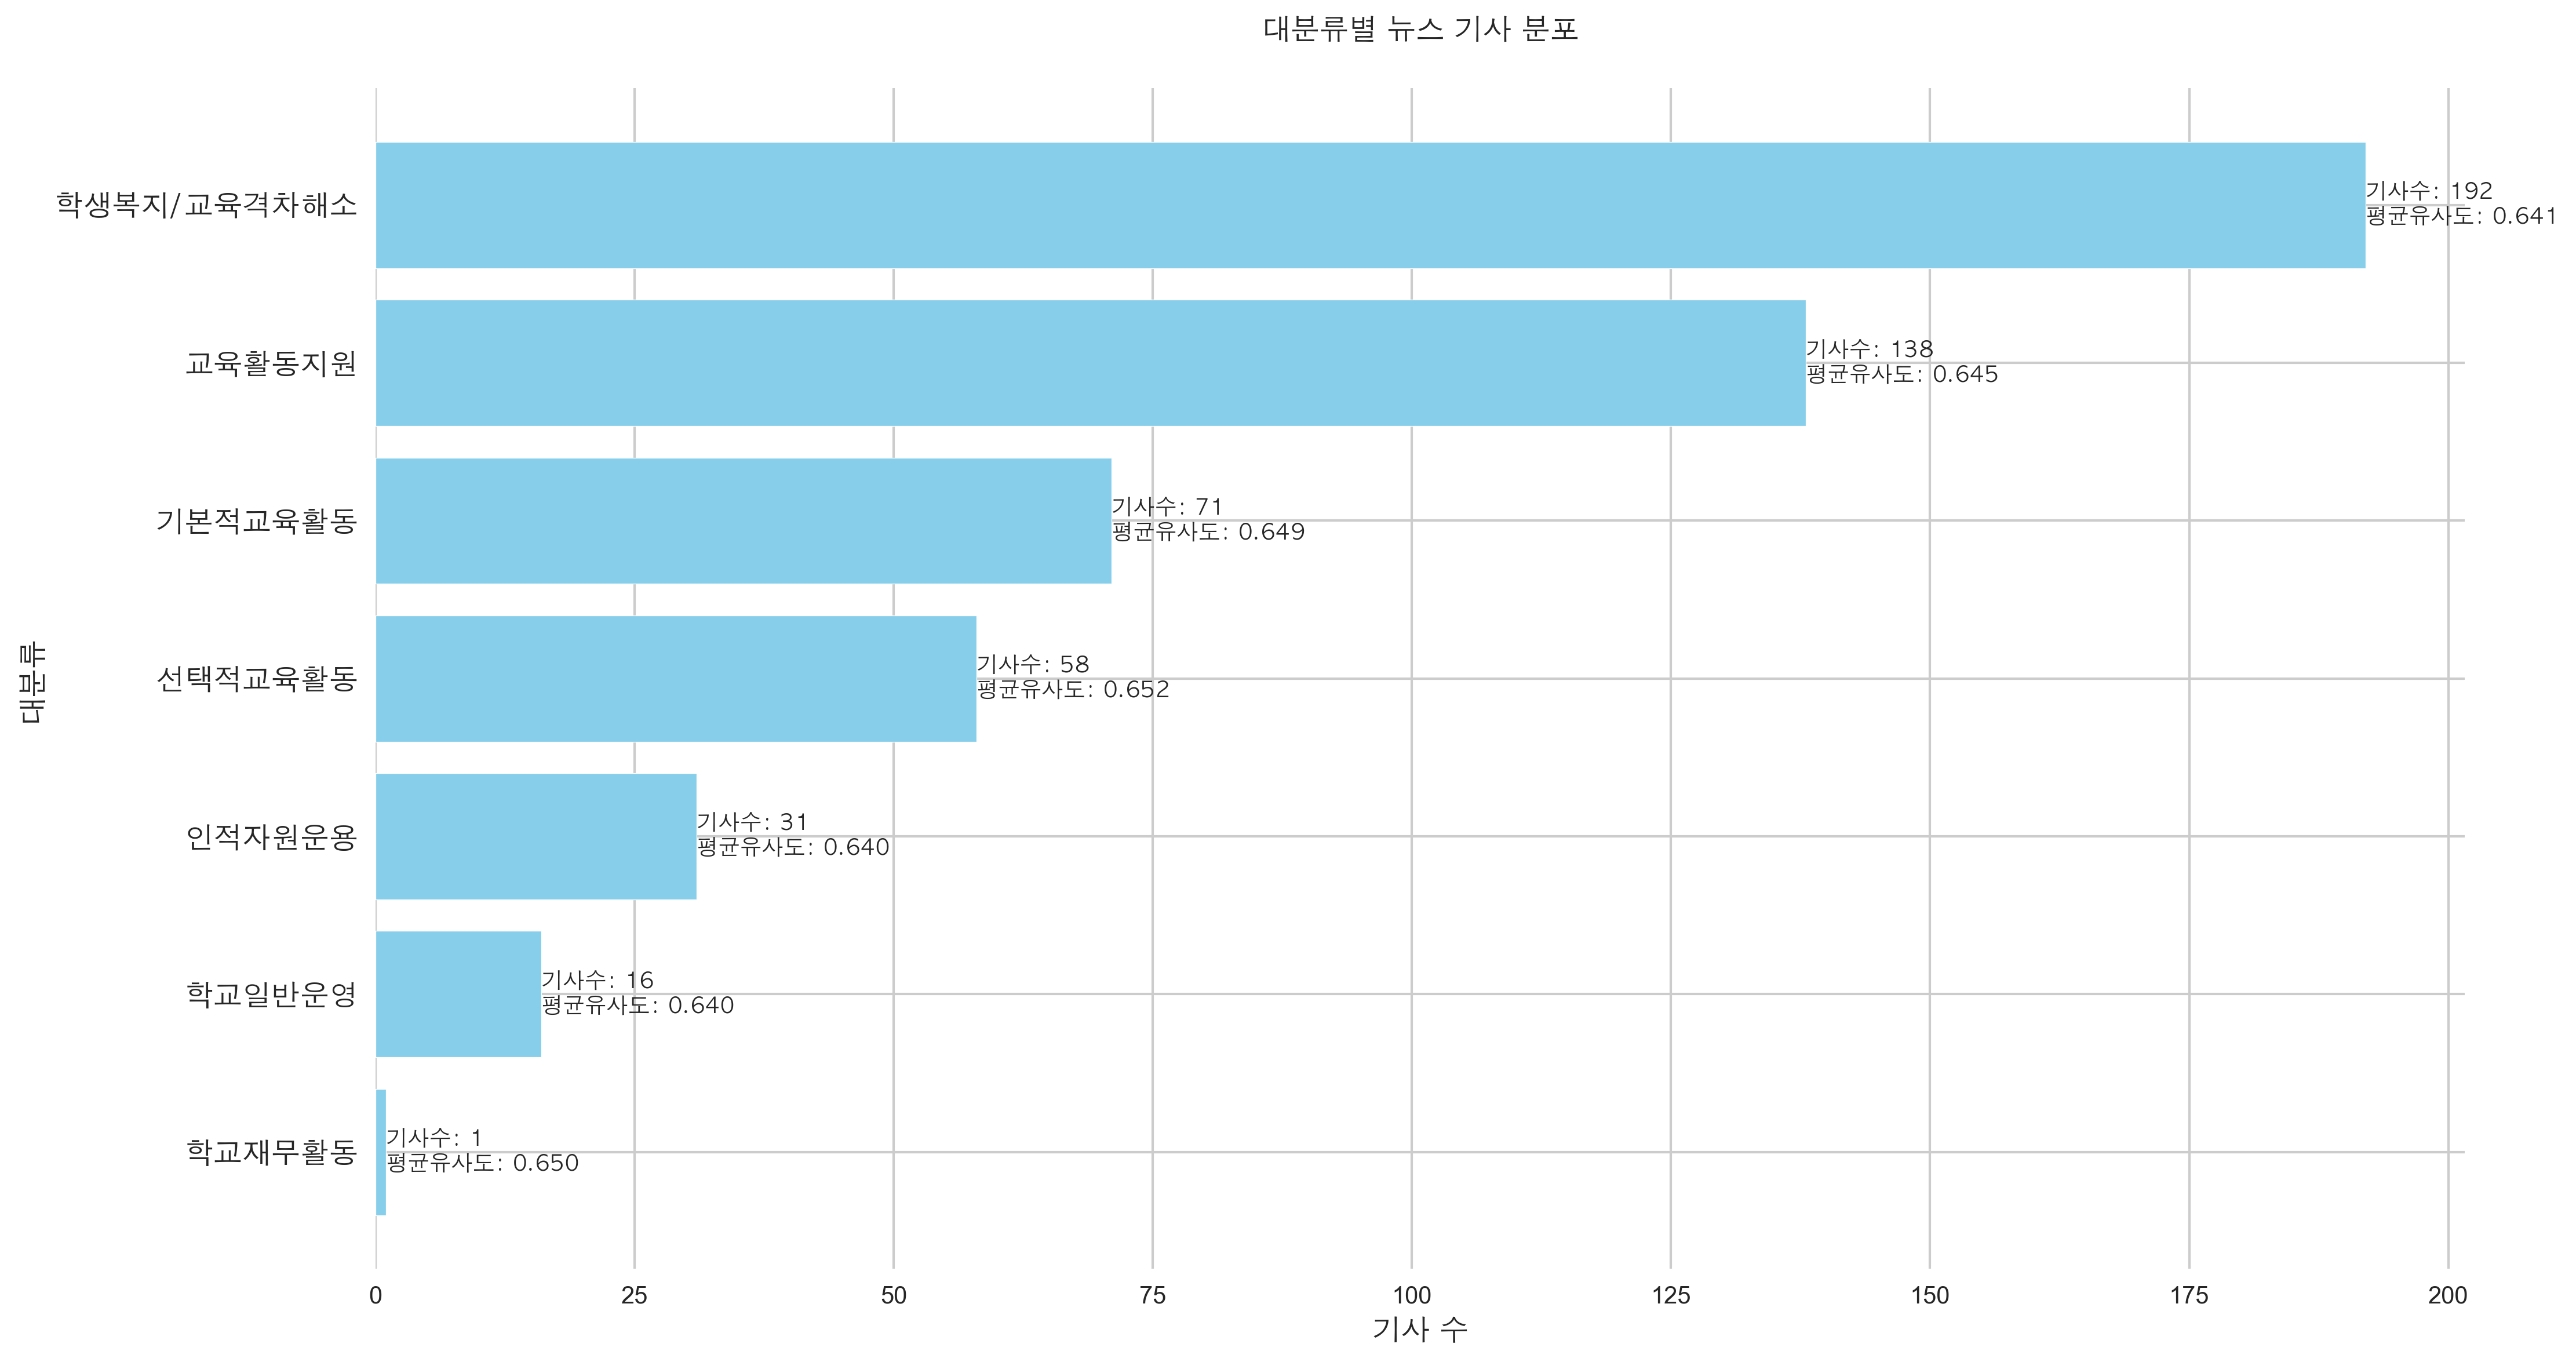 대분류별 뉴스 기사 분포
학생복지/교육격차해소
기사수: 192
평균유사도: 0.641
교육활동지원
기사수: 138
평균유사도: 0.645
기본적교육활동
기사수: 71
평균유사도: 0.649
선택적교육활동
기사수: 58
평균유사도: 0.652
인적자원운용
기사수: 31
평균유사도: 0.640
학교일반운영
기사수: 16
평균유사도: 0.640
학교재무활동
기사수: 1
평균유사도: 0.650
대분류
0 25 50 75 100 125 150 175 200
기사 수